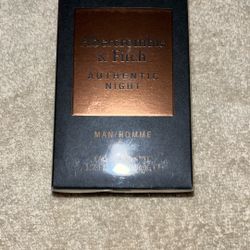 Abercrombie
& Fitch
AUTHENTIC
NIGHT
MAN/HOMME